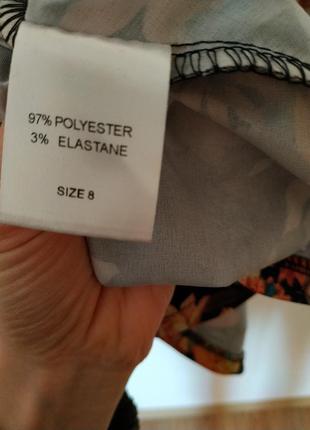 97% POLYESTER
3% ELASTANE
SIZE 8